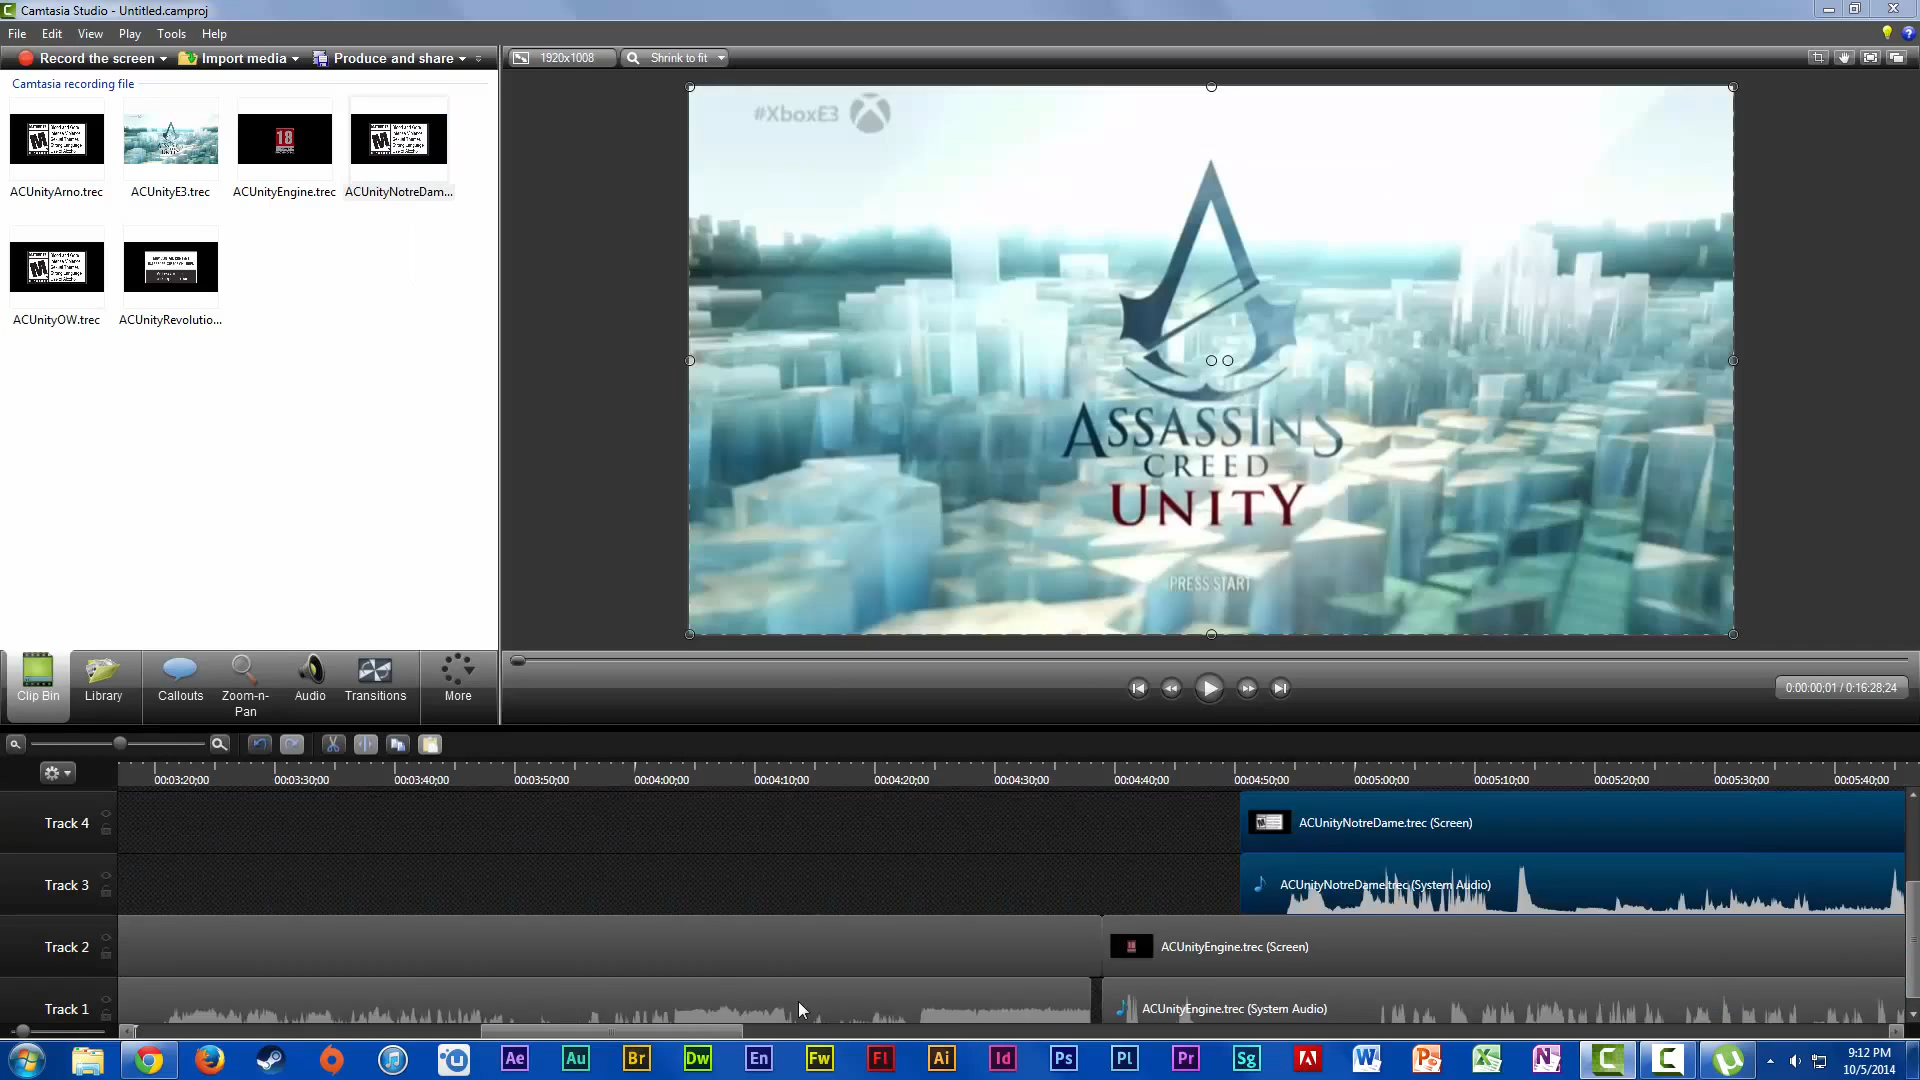 Camtasia Studio - Untitled.camproj
File Edit View Play Tools Help
Record the screen Import media Produce and share
1920x1008 Shrink to fit
Camtasia recording file
ACUnityArno.trec ACUnityE3.trec ACUnityEngine.trec ACUnityNotreDam...
18
ACUnityOW.trec ACUnityRevolutio...
#XboxE3
ASSASSIN'S
CREED
UNITY
PRESS START
Clip Bin Library Callouts Zoom-n-Pan Audio Transitions More
0:00:00;01 / 0:16:28;24
00:03:20;00 00:03:30;00 00:03:40;00 00:03:50;00 00:04:00;00 00:04:10;00 00:04:20;00 00:04:30;00 00:04:40;00 00:04:50;00 00:05:00;00 00:05:10;00 00:05:20;00 00:05:30;00 00:05:40;00
Track 4 ACUnityNotreDame.trec (Screen)
Track 3 ACUnityNotreDame.trec (System Audio)
Track 2 ACUnityEngine.trec (Screen)
Track 1 ACUnityEngine.trec (System Audio)
Ae Au Br Dw En Fw Fl Ai Id Ps Pl Pr Sg
9:12 PM
10/5/2014